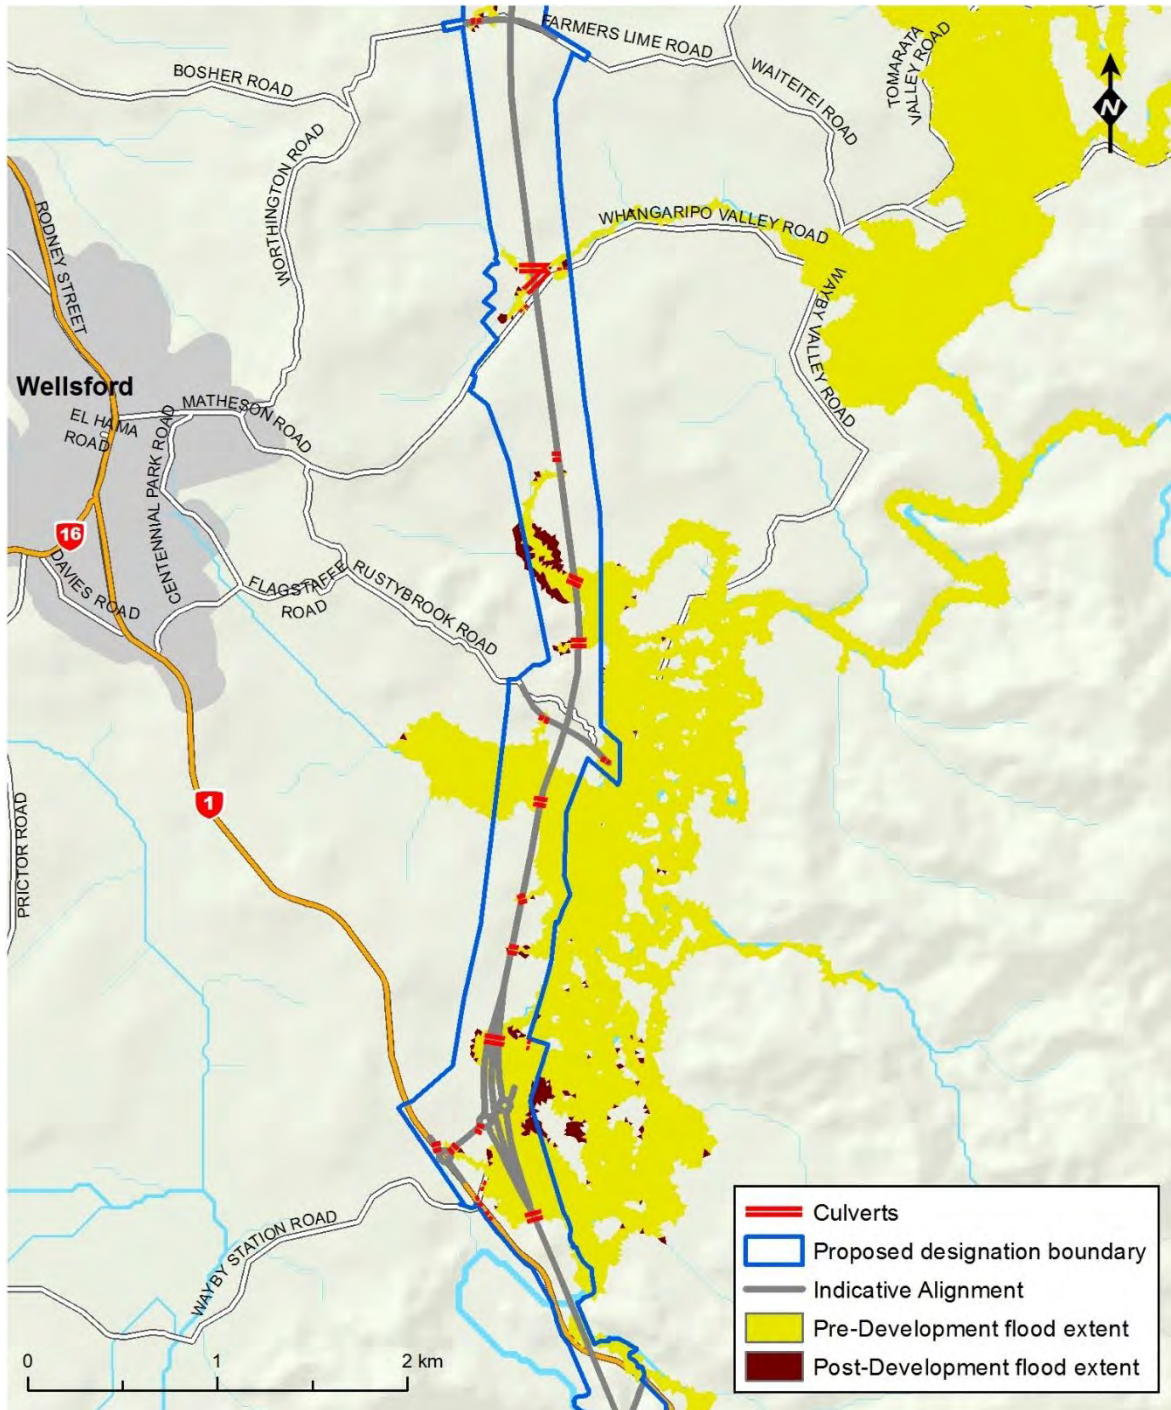 FARMERS LIME ROAD
BOSHER ROAD
WAITEITEI ROAD
TOMARATA
VALLEY ROAD
N
WORTHINGTON ROAD
RODNEY STREET
WHANGARIPO VALLEY ROAD
WAYBY VALLEY ROAD
Wellsford
EL HAMA
ROAD
MATHESON ROAD
CENTENNIAL PARK ROAD
16
DAVIES ROAD
FLAGSTAFFE
ROAD
RUSTYBROOK ROAD
1
PRICTOR ROAD
WAYBY STATION ROAD
Culverts
Proposed designation boundary
Indicative Alignment
Pre-Development flood extent
Post-Development flood extent
0 1 2 km